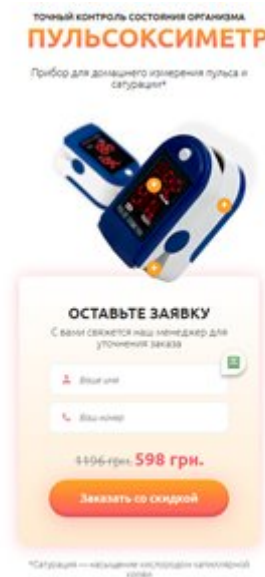 ТОЧНЫЙ КОНТРОЛЬ СОСТОЯНИЯ ОРГАНИЗМА
ПУЛЬСОКСИМЕТР
Прибор для домашнего измерения пульса и
сатурации*
ОСТАВЬТЕ ЗАЯВКУ
С вами свяжется наш менеджер для
уточнения заказа
Ваше имя
Ваш номер
1196 грн. 598 грн.
Заказать со скидкой
*Сатурация — насыщение кислородом капиллярной
крови